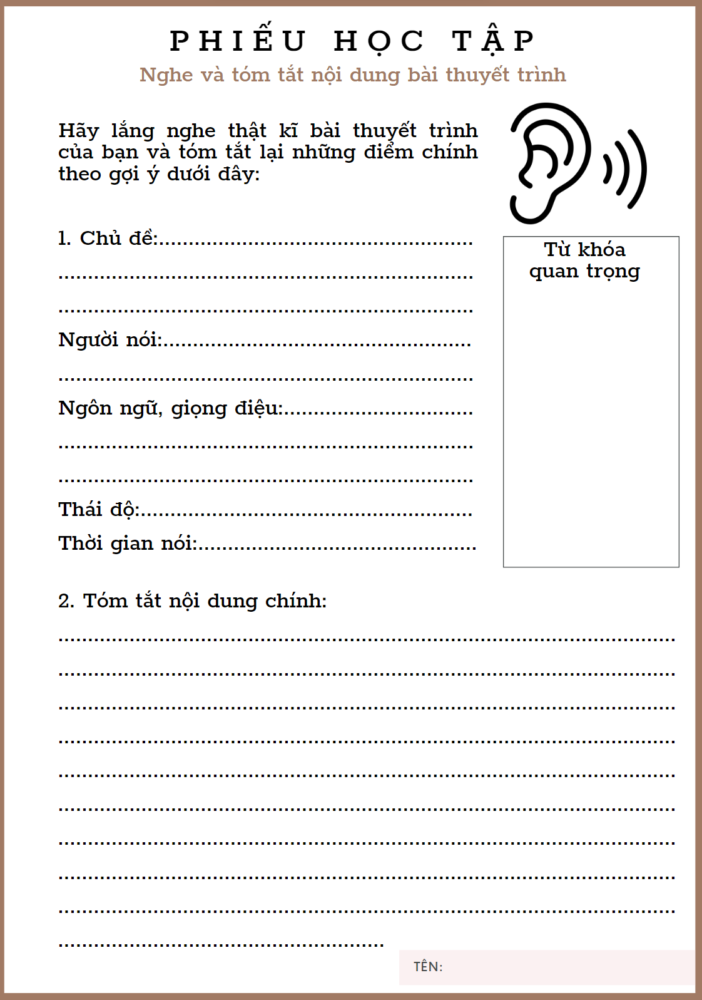 PHIẾU HỌC TẬP
Nghe và tóm tắt nội dung bài thuyết trình
Hãy lắng nghe thật kĩ bài thuyết trình
của bạn và tóm tắt lại những điểm chính
theo gợi ý dưới đây:
1. Chủ đề:.....................................................
......................................................................
......................................................................
Người nói:....................................................
......................................................................
Ngôn ngữ, giọng điệu:................................
......................................................................
......................................................................
Thái độ:........................................................
Thời gian nói:...............................................
Từ khóa
quan trọng
2. Tóm tắt nội dung chính:
........................................................................................................
........................................................................................................
........................................................................................................
........................................................................................................
........................................................................................................
........................................................................................................
........................................................................................................
........................................................................................................
........................................................................................................
.......................................................
TÊN: